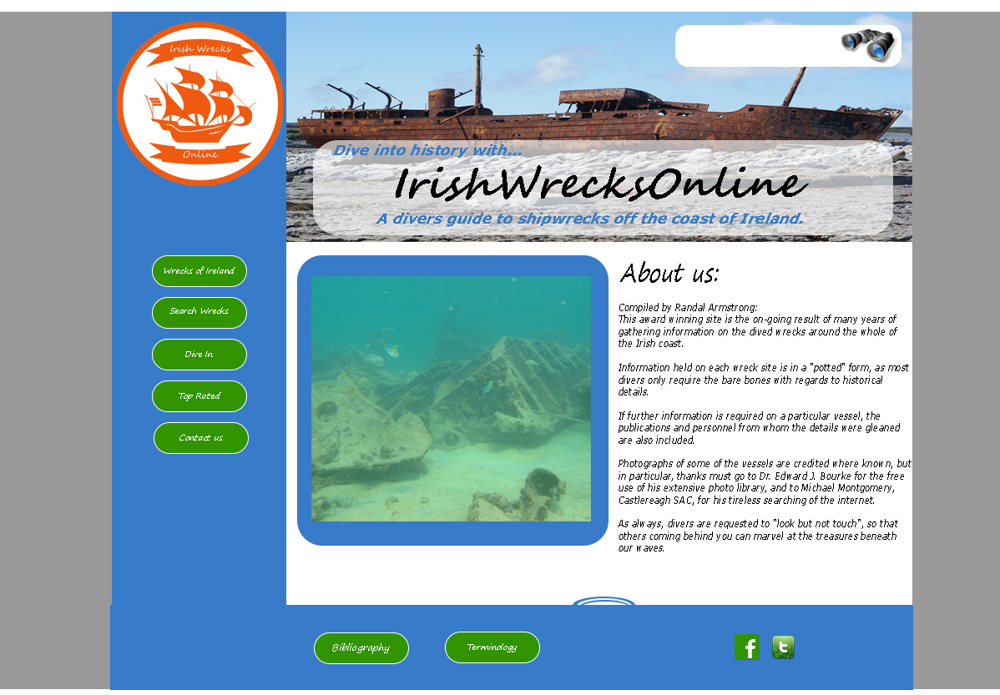 Irish Wrecks
Online
Dive into history with...
IrishWrecksOnline
A divers guide to shipwrecks off the coast of Ireland.
Wrecks of Ireland
Search Wrecks
Dive In
Top Rated
Contact us
About us:
Compiled by Randal Armstrong:
This award winning site is the on-going result of many years of
gathering information on the dived wrecks around the whole of
the Irish coast.
Information held on each wreck site is in a "potted" form, as most
divers only require the bare bones with regards to historical
details.
If further information is required on a particular vessel, the
publications and personnel from whom the details were gleaned
are also included.
Photographs of some of the vessels are credited where known, but
in particular, thanks must go to Dr. Edward J. Bourke for the free
use of his extensive photo library, and to Michael Montgomery,
Castlereagh SAC, for his tireless searching of the internet.
As always, divers are requested to "look but not touch", so that
others coming behind you can marvel at the treasures beneath
our waves.
Bibliography
Terminology
f
t